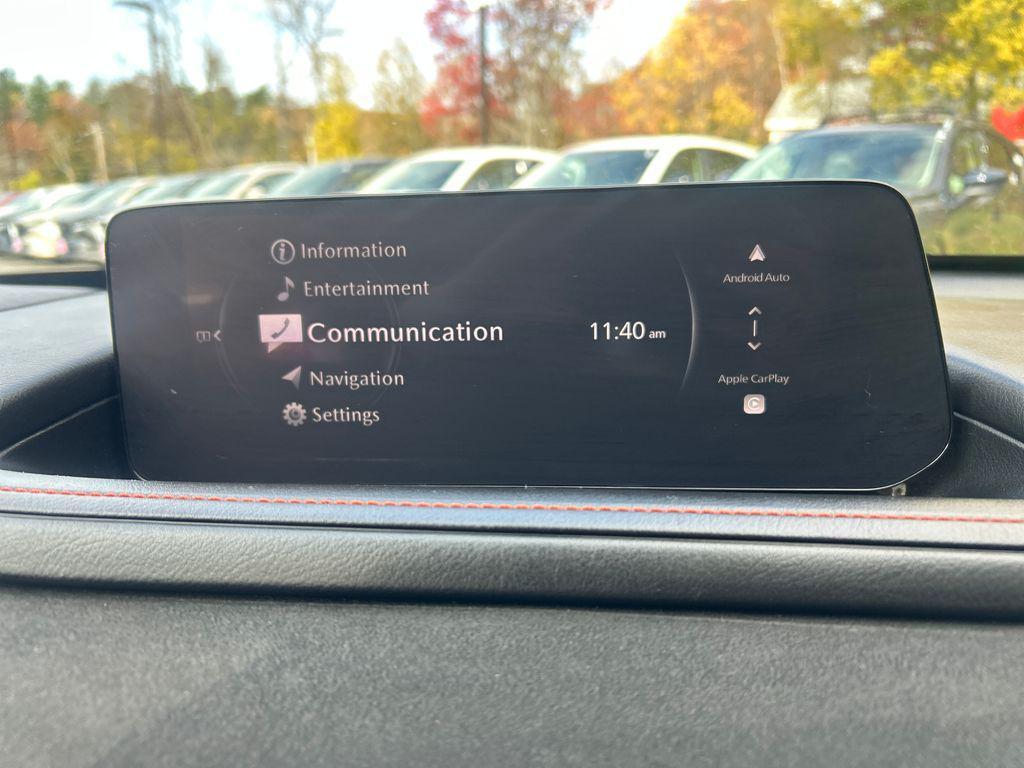 Information
Entertainment
Communication
Navigation
Settings
11:40 am
Android Auto
Apple CarPlay